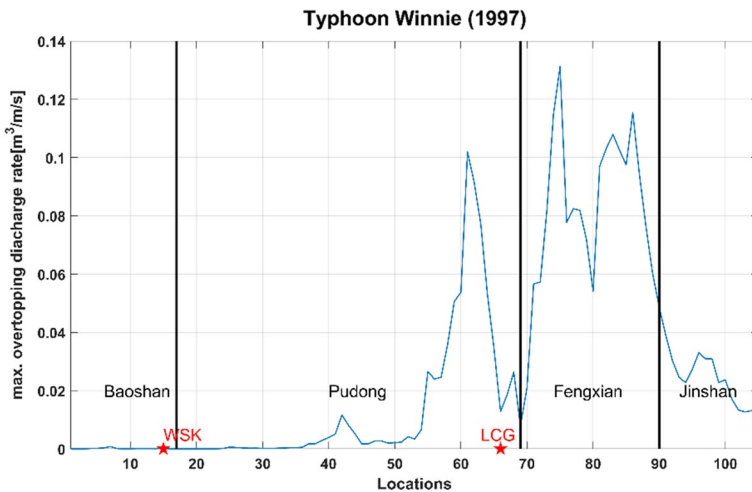 Typhoon Winnie (1997)
max. overtopping diacharge rate[m³/m/s]
0.14
0.12
0.1
0.08
0.06
0.04
0.02
0
Baoshan
Pudong
Fengxian
Jinshan
WSK
LCG
10 20 30 40 50 60 70 80 90 100
Locations